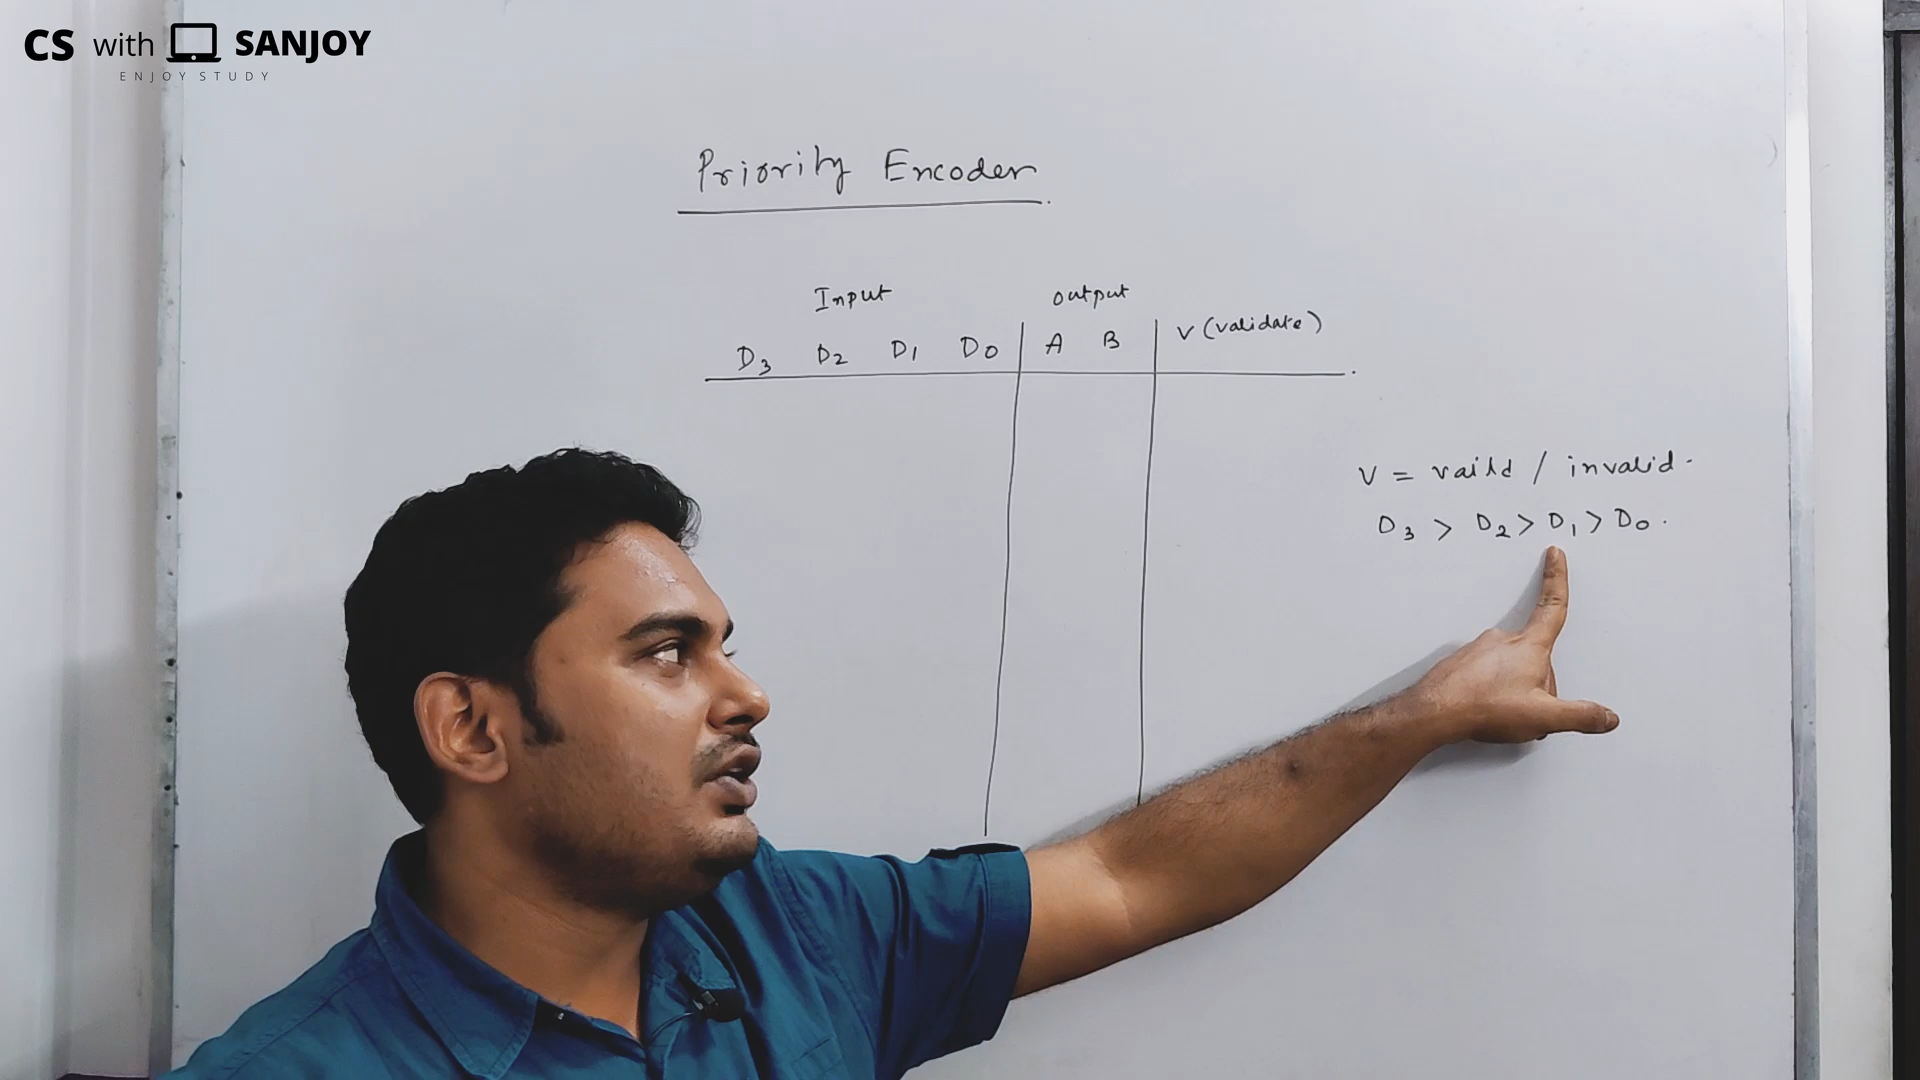 CS with SANJOY
ENJOY STUDY
Priority Encoder
Input output
D3 D2 D1 D0 A B V (validate)
V = vaild / invalid.
D3 > D2 > D1 > D0.